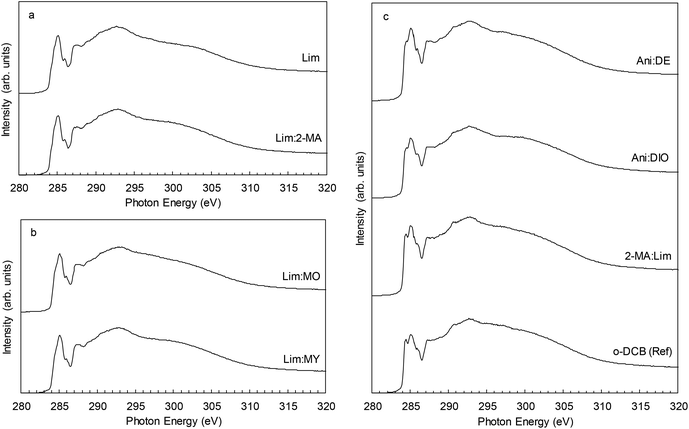 a
Lim
Lim:2-MA
Intensity (arb. units)
280 285 290 295 300 305 310 315 320
Photon Energy (eV)
b
Lim:MO
Lim:MY
Intensity (arb. units)
280 285 290 295 300 305 310 315 320
Photon Energy (eV)
c
Ani:DE
Ani:DIO
2-MA:Lim
o-DCB (Ref)
Intensity (arb. units)
280 285 290 295 300 305 310 315 320
Photon Energy (eV)